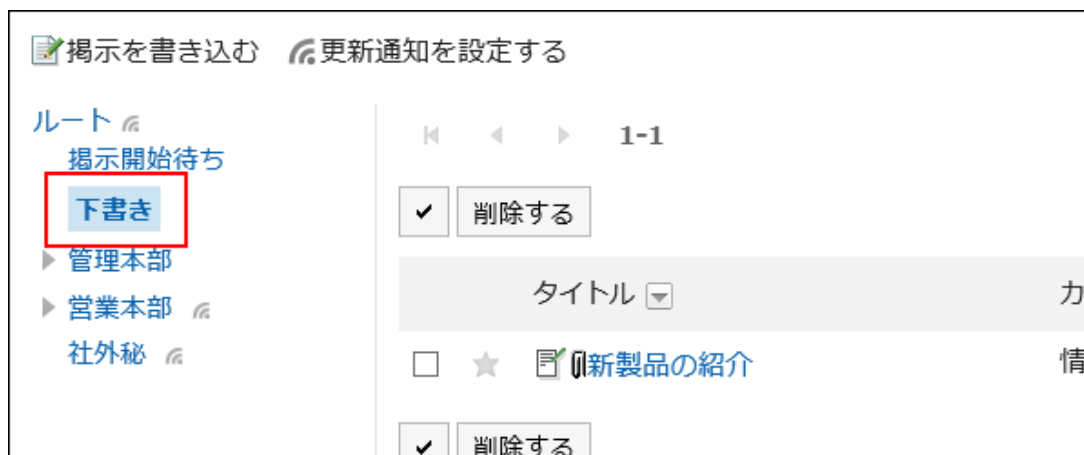 掲示を書き込む 更新通知を設定する
ルート
掲示開始待ち
下書き
管理本部
営業本部
社外秘
1-1
削除する
タイトル カ
新製品の紹介 情
削除する